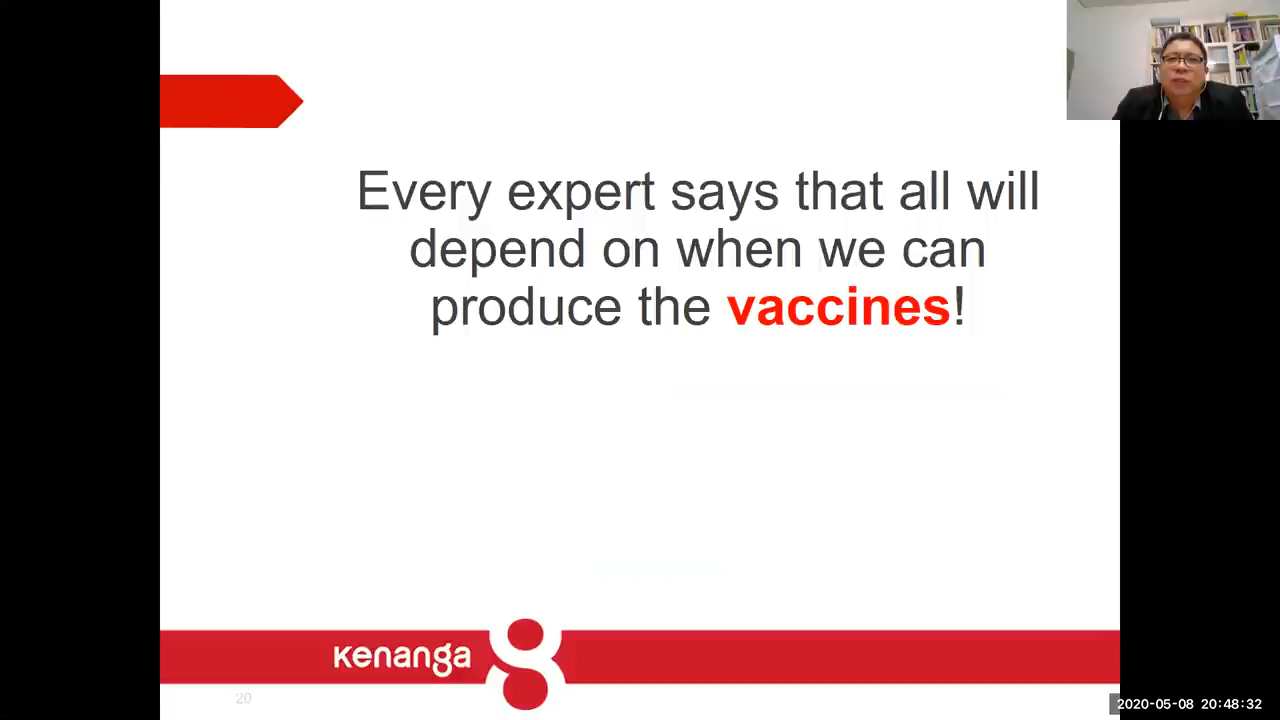 Every expert says that all will
depend on when we can
produce the vaccines!
Kenanga
20
2020-05-08 20:48:32